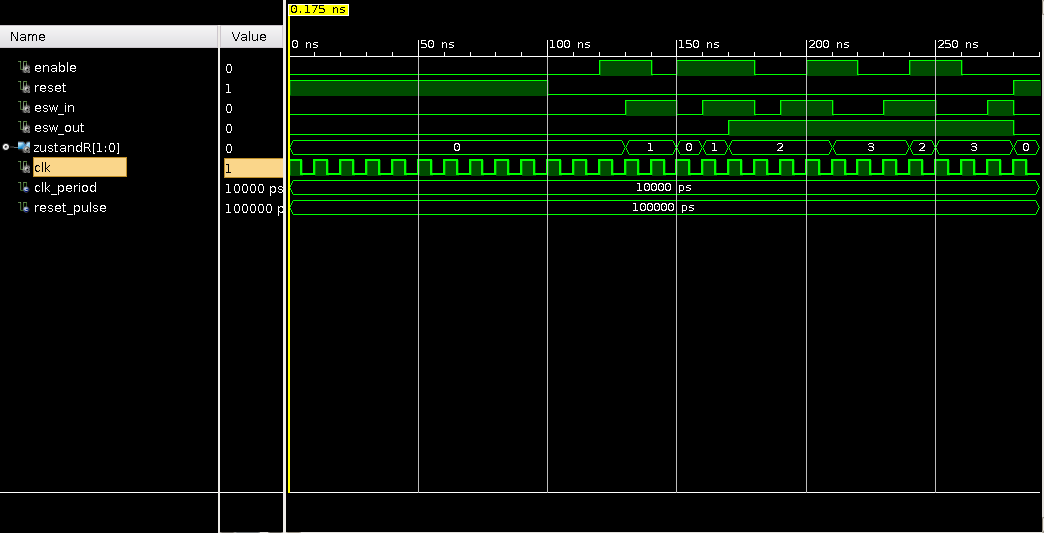 0.175 ns
Name Value
0 ns 50 ns 100 ns 150 ns 200 ns 250 ns
enable 0
reset 1
esw_in 0
esw_out 0
zustandR[1:0] 0 0 1 0 1 2 3 2 3 0
clk 1
clk_period 10000 ps 10000 ps
reset_pulse 100000 p 100000 ps